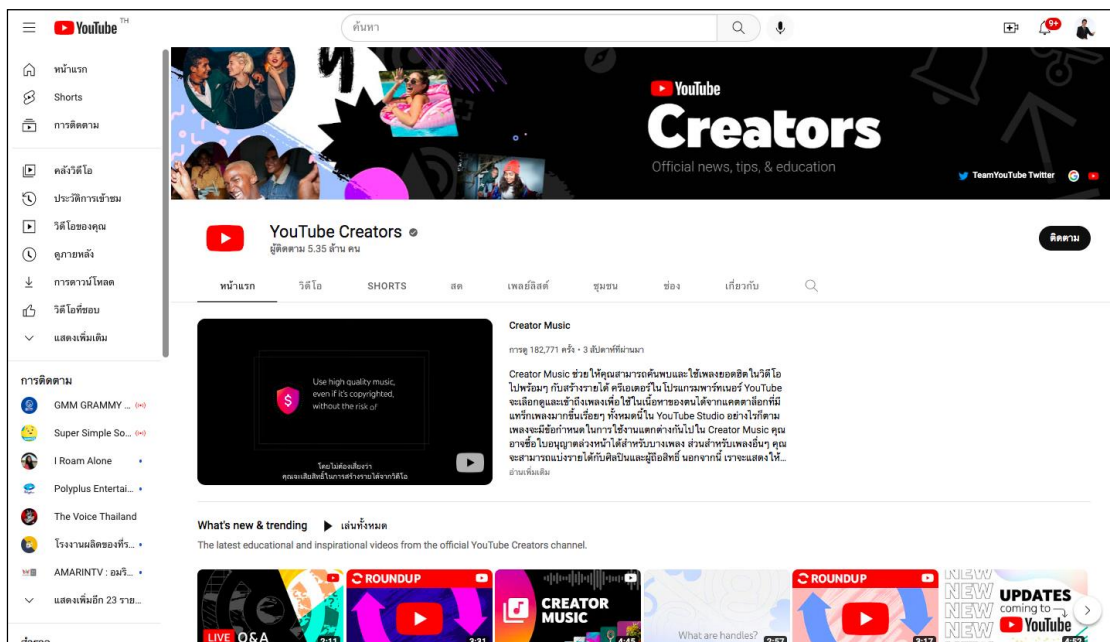 YouTube TH
ค้นหา
9+
หน้าแรก
Shorts
การติดตาม
คลังวิดีโอ
ประวัติการเข้าชม
วิดีโอของคุณ
ดูภายหลัง
การดาวน์โหลด
วิดีโอที่ชอบ
แสดงเพิ่มเติม
การติดตาม
GMM GRAMMY ...
Super Simple So...
I Roam Alone
Polyplus Entertai...
The Voice Thailand
โรงงานผลิตของที่ร...
AMARINTV : อมริ...
แสดงเพิ่มอีก 23 ราย...
สำรวจ
YouTube
Creators
Official news, tips, & education
TeamYouTube Twitter
YouTube Creators
ผู้ติดตาม 5.35 ล้าน คน
ติดตาม
หน้าแรก วิดีโอ SHORTS สด เพลย์ลิสต์ ชุมชน ช่อง เกี่ยวกับ
Use high quality music,
even if it's copyrighted,
without the risk of
โดยไม่ต้องเสี่ยงว่า
คุณจะเสียสิทธิ์ในการสร้างรายได้จากวิดีโอ
Creator Music
การดู 182,771 ครั้ง • 3 สัปดาห์ที่ผ่านมา
Creator Music ช่วยให้คุณสามารถค้นพบและใช้เพลงยอดฮิตในวิดีโอ
ไปพร้อมๆ กับสร้างรายได้ ครีเอเตอร์ในโปรแกรมพาร์ทเนอร์ YouTube
จะเลือกดูและเข้าถึงเพลงเพื่อใช้ในเนื้อหาของตนได้จากแคตตาล็อกที่มี
แทร็กเพลงมากขึ้นเรื่อยๆ ทั้งหมดนี้ใน YouTube Studio อย่างไรก็ตาม
เพลงจะมีข้อกำหนดในการใช้งานแตกต่างกันไปใน Creator Music คุณ
อาจซื้อใบอนุญาตล่วงหน้าได้สำหรับบางเพลง ส่วนสำหรับเพลงอื่นๆ คุณ
จะสามารถแบ่งรายได้กับศิลปินและผู้ถือสิทธิ์ นอกจากนี้ เราจะแสดงให้...
อ่านเพิ่มเติม
What's new & trending เล่นทั้งหมด
The latest educational and inspirational videos from the official YouTube Creators channel.
LIVE Q&A
2:11
ROUNDUP
3:31
CREATOR
MUSIC
4:45
What are handles?
2:57
ROUNDUP
3:17
NEW
NEW
NEW
NEW
UPDATES
coming to
YouTube
4:52